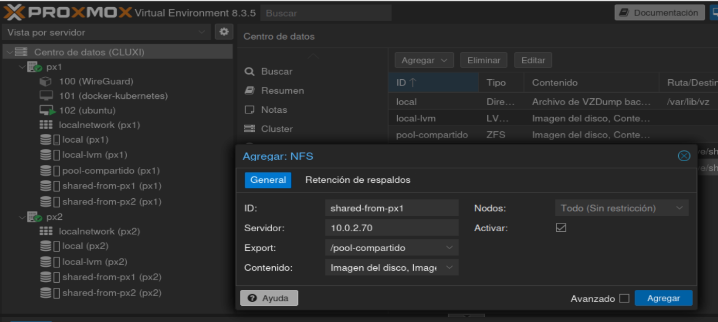 PROXMOX Virtual Environment 8.3.5 Buscar Documentación
Vista por servidor
Centro de datos
Centro de datos (CLUXI)
px1
100 (WireGuard)
101 (docker-kubernetes)
102 (ubuntu)
localnetwork (px1)
local (px1)
local-lvm (px1)
pool-compartido (px1)
shared-from-px1 (px1)
shared-from-px2 (px1)
px2
localnetwork (px2)
local (px2)
local-lvm (px2)
shared-from-px1 (px2)
shared-from-px2 (px2)
Buscar
Resumen
Notas
Cluster
Agregar Eliminar Editar
ID ↑ Tipo Contenido Ruta/Destin
local Dire... Archivo de VZDump bac... /var/lib/vz
local-lvm LV... Imagen del disco, Conte...
pool-compartido ZFS Imagen del disco, Conte...
Agregar: NFS
General Retención de respaldos
ID: shared-from-px1 Nodos: Todo (Sin restricción)
Servidor: 10.0.2.70 Activar:
Export: /pool-compartido
Contenido: Imagen del disco, Image
Ayuda Avanzado Agregar